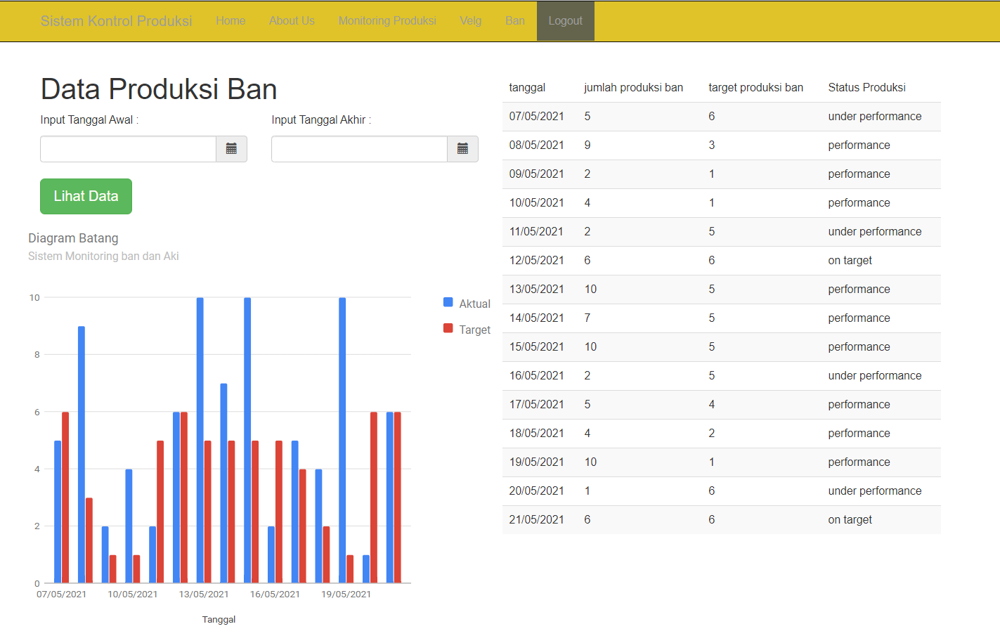 Sistem Kontrol Produksi Home About Us Monitoring Produksi Velg Ban Logout
Data Produksi Ban
Input Tanggal Awal : Input Tanggal Akhir :
Lihat Data
Diagram Batang
Sistem Monitoring ban dan Aki
10
8
6
4
2
0
07/05/2021 10/05/2021 13/05/2021 16/05/2021 19/05/2021
Tanggal
Aktual
Target
tanggal jumlah produksi ban target produksi ban Status Produksi
07/05/2021 5 6 under performance
08/05/2021 9 3 performance
09/05/2021 2 1 performance
10/05/2021 4 1 performance
11/05/2021 2 5 under performance
12/05/2021 6 6 on target
13/05/2021 10 5 performance
14/05/2021 7 5 performance
15/05/2021 10 5 performance
16/05/2021 2 5 under performance
17/05/2021 5 4 performance
18/05/2021 4 2 performance
19/05/2021 10 1 performance
20/05/2021 1 6 under performance
21/05/2021 6 6 on target